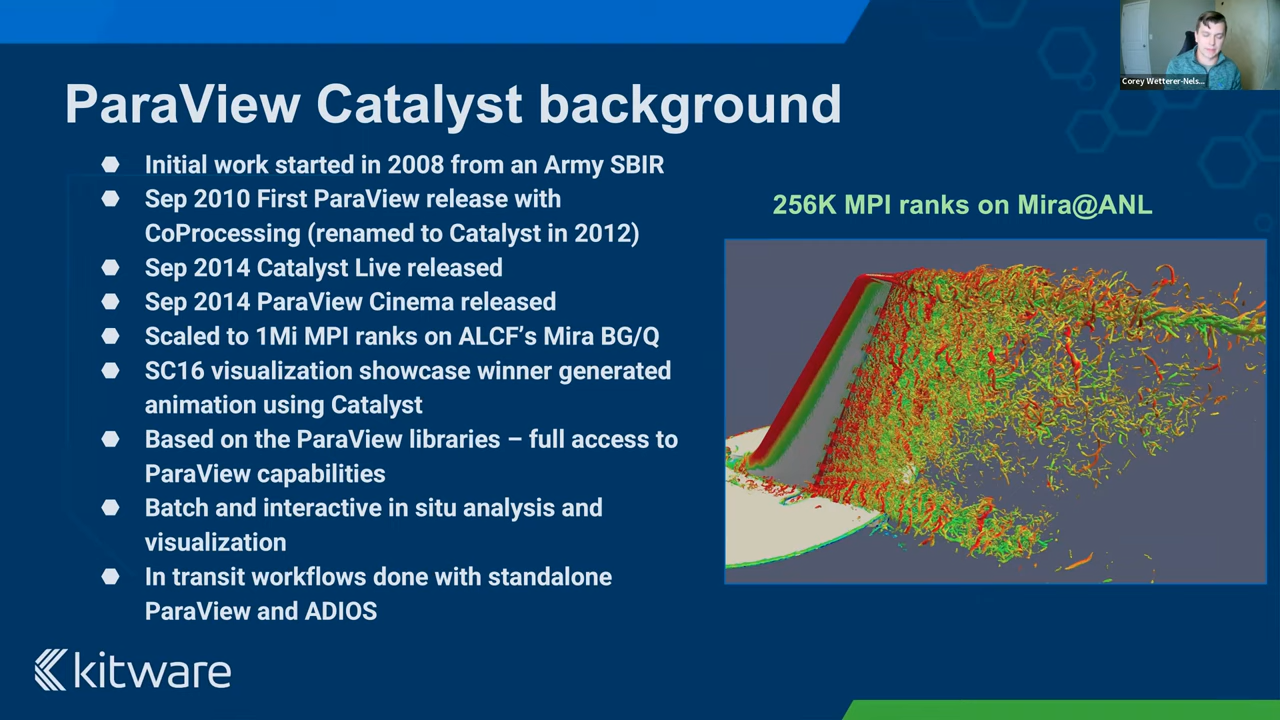 Corey Wetterer-Nels...
ParaView Catalyst background
Initial work started in 2008 from an Army SBIR
Sep 2010 First ParaView release with
CoProcessing (renamed to Catalyst in 2012)
Sep 2014 Catalyst Live released
Sep 2014 ParaView Cinema released
Scaled to 1Mi MPI ranks on ALCF’s Mira BG/Q
SC16 visualization showcase winner generated
animation using Catalyst
Based on the ParaView libraries – full access to
ParaView capabilities
Batch and interactive in situ analysis and
visualization
In transit workflows done with standalone
ParaView and ADIOS
256K MPI ranks on Mira@ANL
kitware